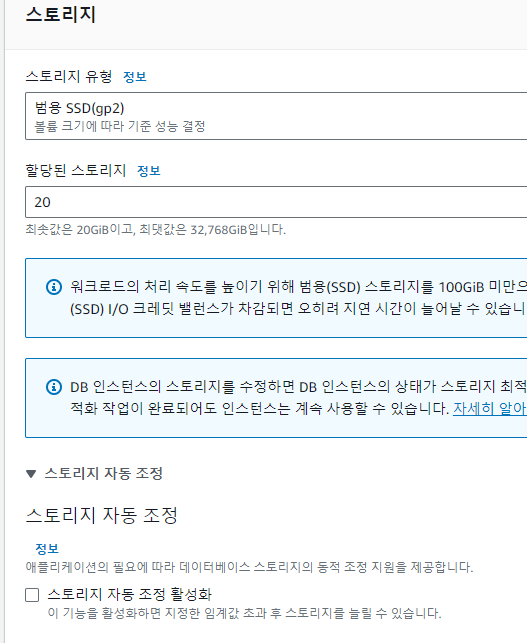 스토리지
스토리지 유형 정보
범용 SSD(gp2)
볼륨 크기에 따라 기준 성능 결정
할당된 스토리지 정보
20
최솟값은 20GiB이고, 최댓값은 32,768GiB입니다.
워크로드의 처리 속도를 높이기 위해 범용(SSD) 스토리지를 100GiB 미만으
(SSD) I/O 크레딧 밸런스가 차감되면 오히려 지연 시간이 늘어날 수 있습니
DB 인스턴스의 스토리지를 수정하면 DB 인스턴스의 상태가 스토리지 최적
적화 작업이 완료되어도 인스턴스는 계속 사용할 수 있습니다. 자세히 알아
▼ 스토리지 자동 조정
스토리지 자동 조정
정보
애플리케이션의 필요에 따라 데이터베이스 스토리지의 동적 조정 지원을 제공합니다.
스토리지 자동 조정 활성화
이 기능을 활성화하면 지정한 임계값 초과 후 스토리지를 늘릴 수 있습니다.